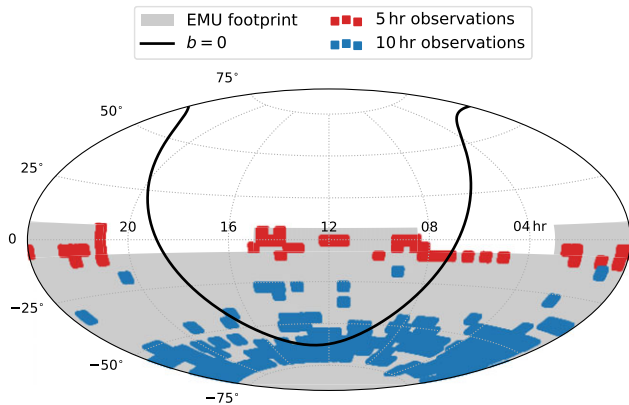 EMU footprint
b = 0
5 hr observations
10 hr observations
75°
50°
25°
20 16 12 08 04 hr
0
−25°
−50°
−75°